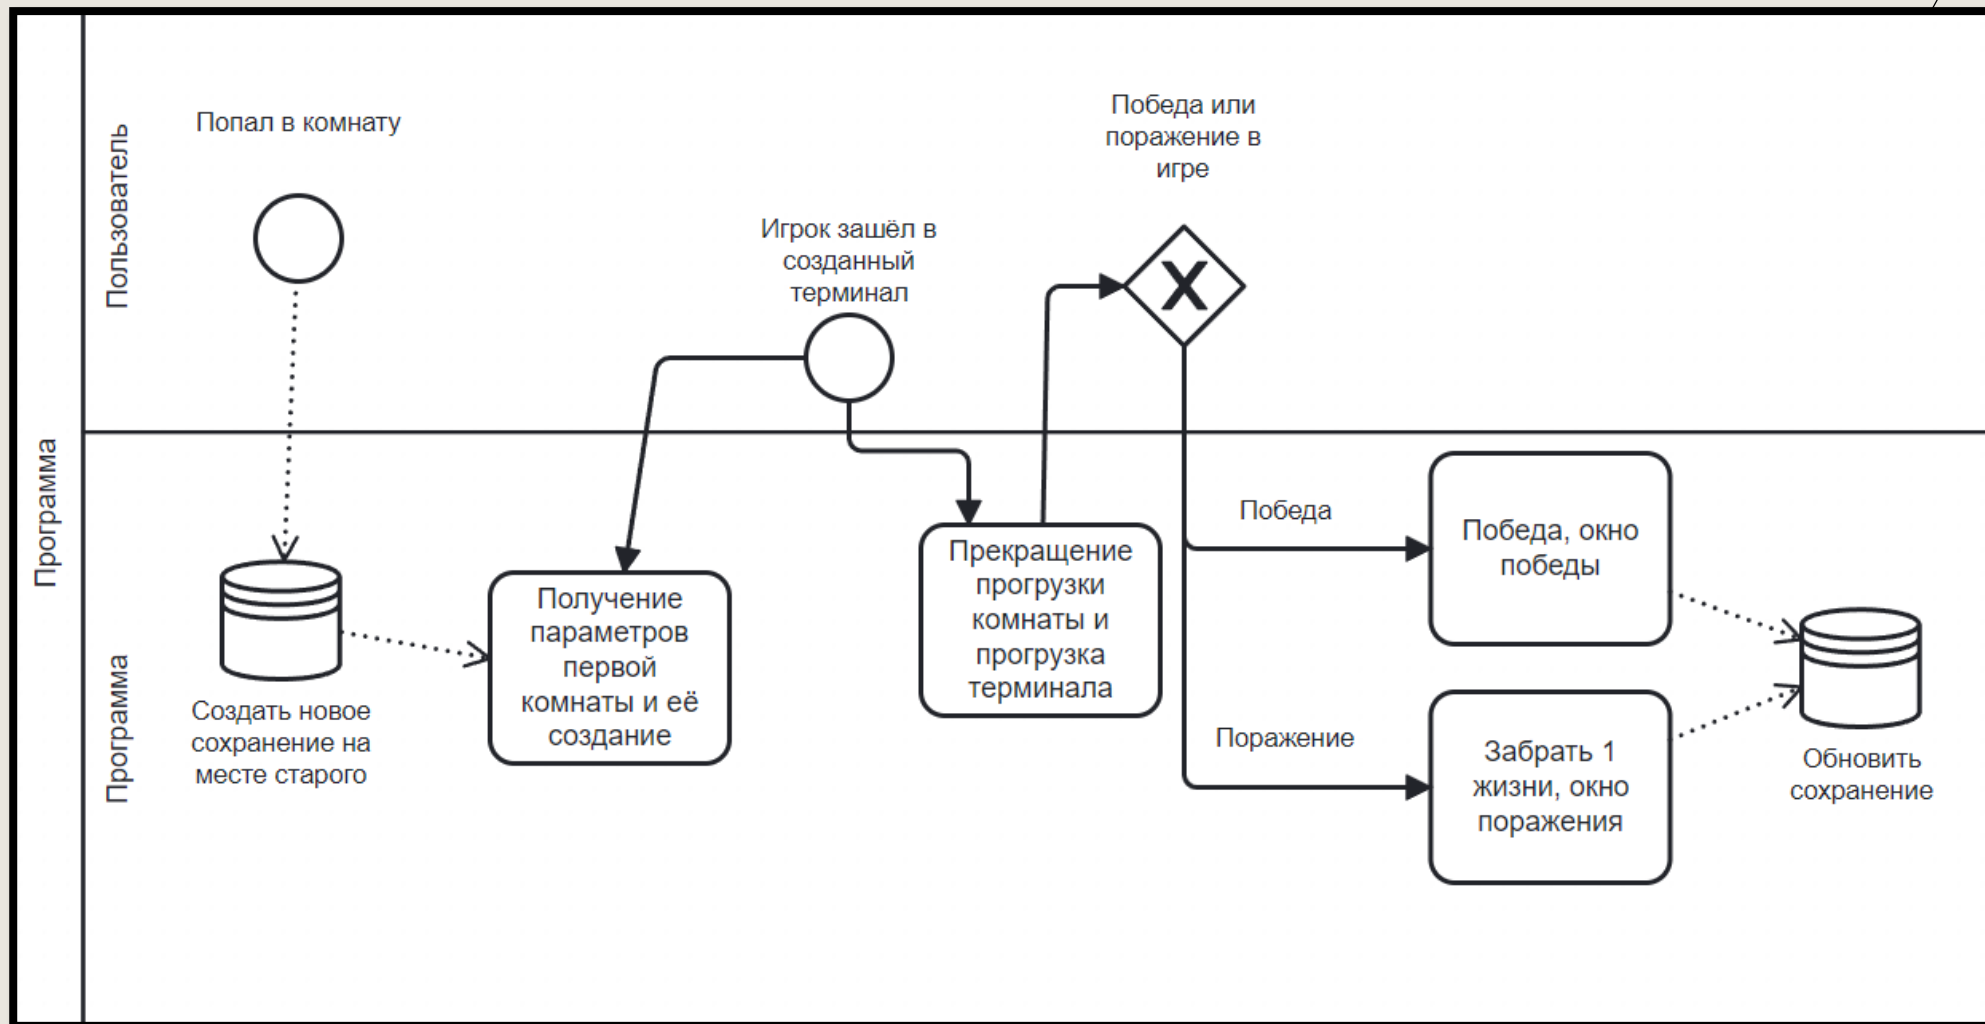 Программа
Пользователь
Попал в комнату
Игрок зашёл в
созданный
терминал
Победа или
поражение в
игре
Программа
Создать новое
сохранение на
месте старого
Получение
параметров
первой
комнаты и её
создание
Прекращение
прогрузки
комнаты и
прогрузка
терминала
Победа
Победа, окно
победы
Поражение
Забрать 1
жизни, окно
поражения
Обновить
сохранение